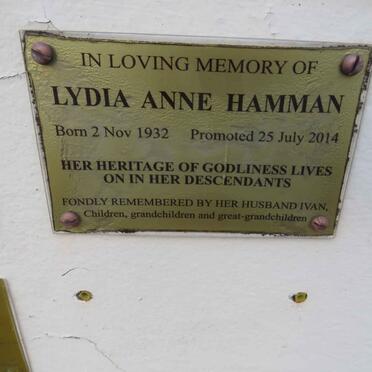 IN LOVING MEMORY OF
LYDIA ANNE HAMMAN
Born 2 Nov 1932 Promoted 25 July 2014
HER HERITAGE OF GODLINESS LIVES
ON IN HER DESCENDANTS
FONDLY REMEMBERED BY HER HUSBAND IVAN,
Children, grandchildren and great-grandchildren